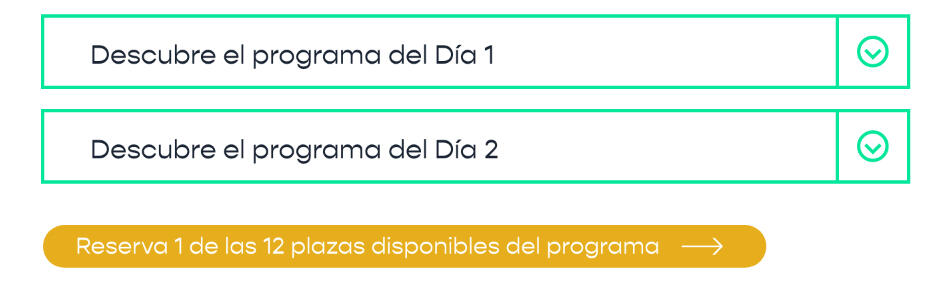 Descubre el programa del Día 1
Descubre el programa del Día 2
Reserva 1 de las 12 plazas disponibles del programa